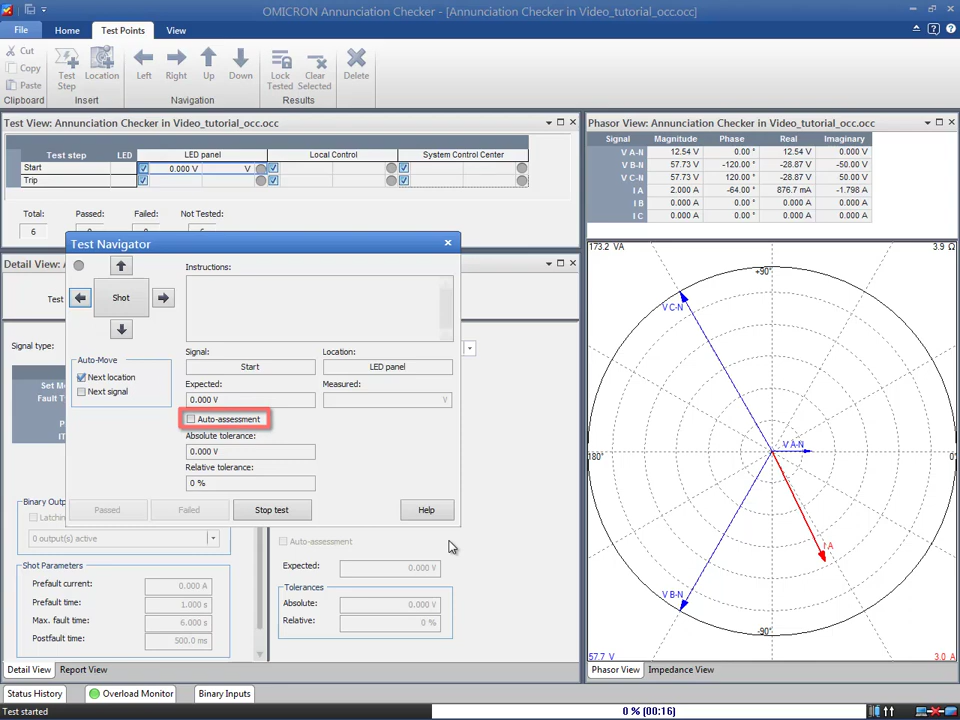 OMICRON Annunciation Checker - [Annunciation Checker in Video_tutorial_occ.occ]
File Home Test Points View
Cut
Copy
Paste
Test Step
Location
Left
Right
Up
Down
Lock Tested
Clear Selected
Delete
Clipboard Insert Navigation Results
Test View: Annunciation Checker in Video_tutorial_occ.occ
Test step LED LED panel Local Control System Control Center
Start 0.000 V V
Trip
Total: Passed: Failed: Not Tested:
6
Detail View: A
Test
Signal type:
Set M
Fault Ty
P
IT
Binary Outp
Latchin
0 output(s) active
Shot Parameters
Prefault current: 0.000 A
Prefault time: 1.000 s
Max. fault time: 6.000 s
Postfault time: 500.0 ms
Auto-assessment
Expected: 0.000 V
Tolerances
Absolute: 0.000 V
Relative: 0 %
Test Navigator
Shot
Auto-Move
Next location
Next signal
Instructions:
Signal: Location:
Start LED panel
Expected: Measured:
0.000 V V
Auto-assessment
Absolute tolerance:
0.000 V
Relative tolerance:
0 %
Passed Failed Stop test Help
Detail View Report View
Phasor View: Annunciation Checker in Video_tutorial_occ.occ
Signal Magnitude Phase Real Imaginary
V A-N 12.54 V 0.00 ° 12.54 V 0.000 V
V B-N 57.73 V -120.00 ° -28.87 V -50.00 V
V C-N 57.73 V 120.00 ° -28.87 V 50.00 V
I A 2.000 A -64.00 ° 876.7 mA -1.798 A
I B 0.000 A 0.00 ° 0.000 A 0.000 A
I C 0.000 A 0.00 ° 0.000 A 0.000 A
173.2 VA 3.9 Ω
+90°
V C-N
V A-N
180° 0°
I A
V B-N
-90°
57.7 V 3.0 A
Phasor View Impedance View
Status History Overload Monitor Binary Inputs
Test started 0 % (00:16)